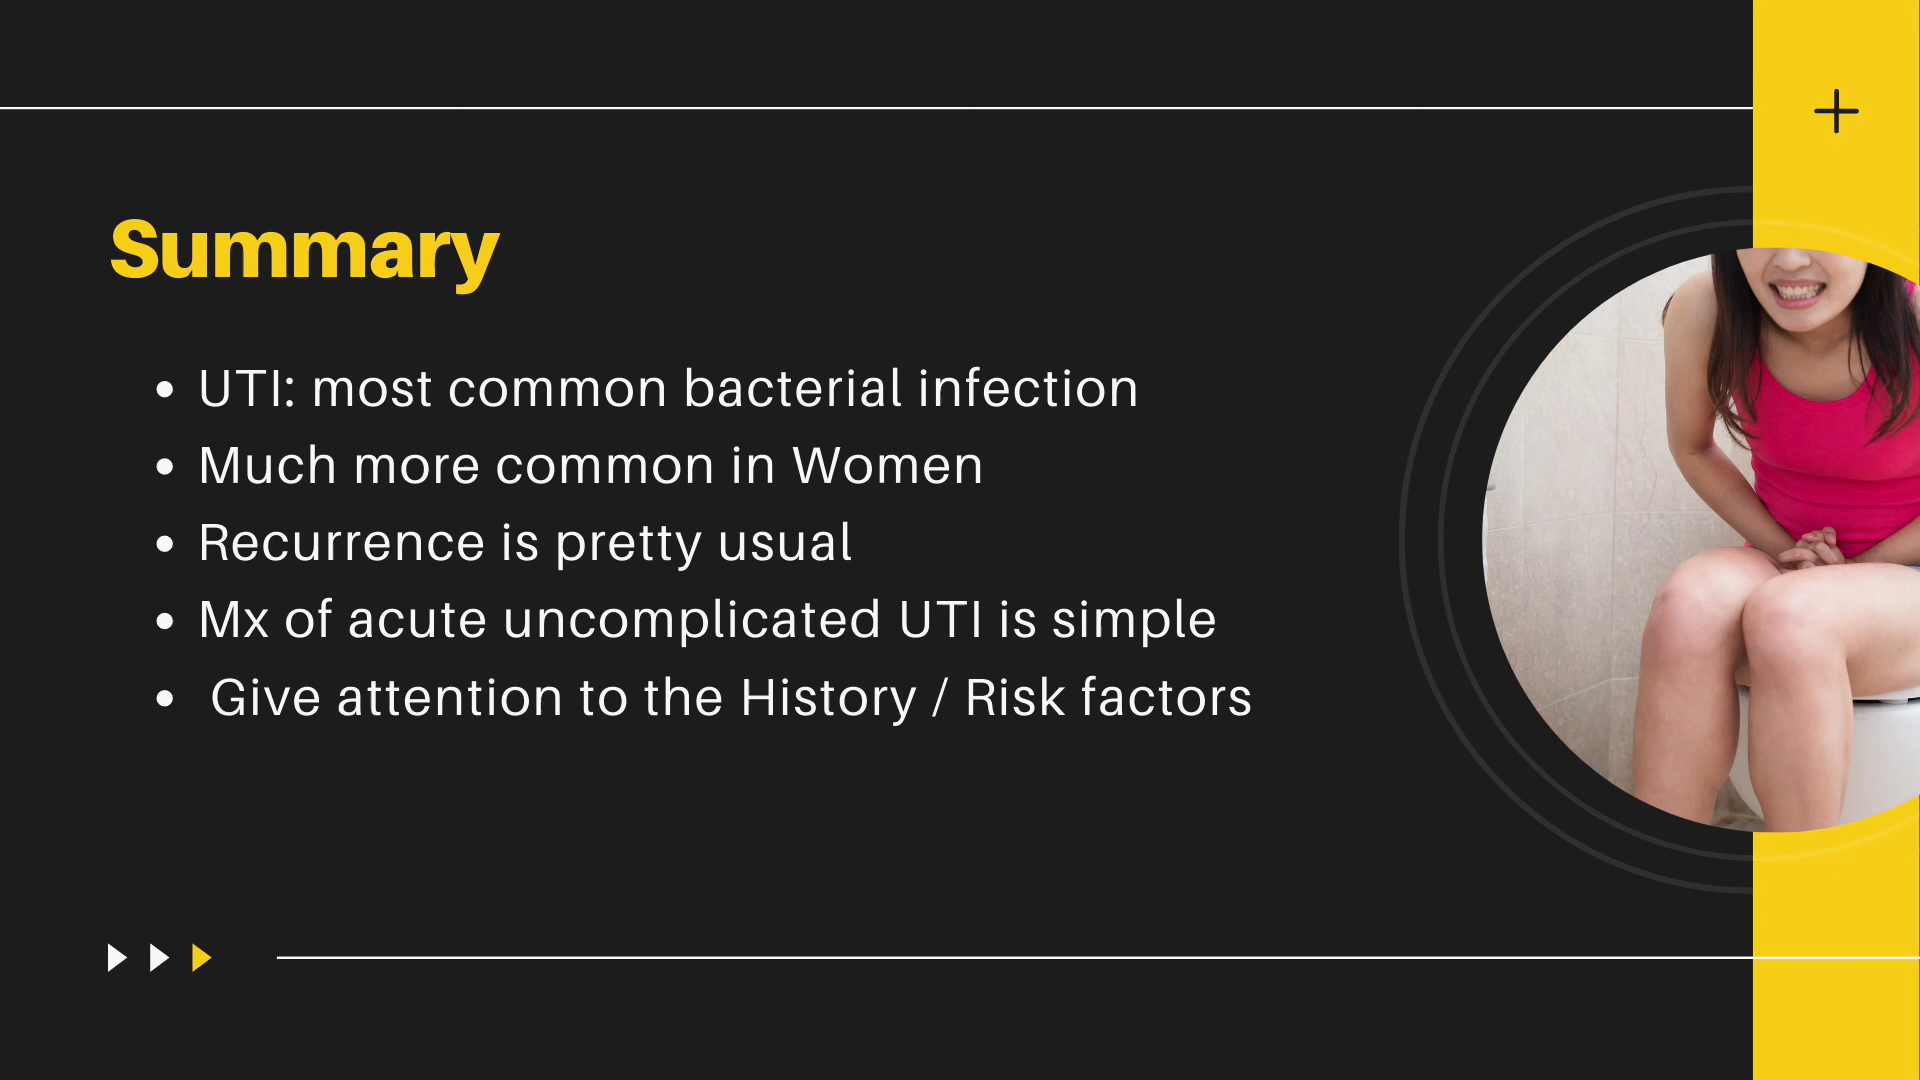 Summary
• UTI: most common bacterial infection
• Much more common in Women
• Recurrence is pretty usual
• Mx of acute uncomplicated UTI is simple
• Give attention to the History / Risk factors